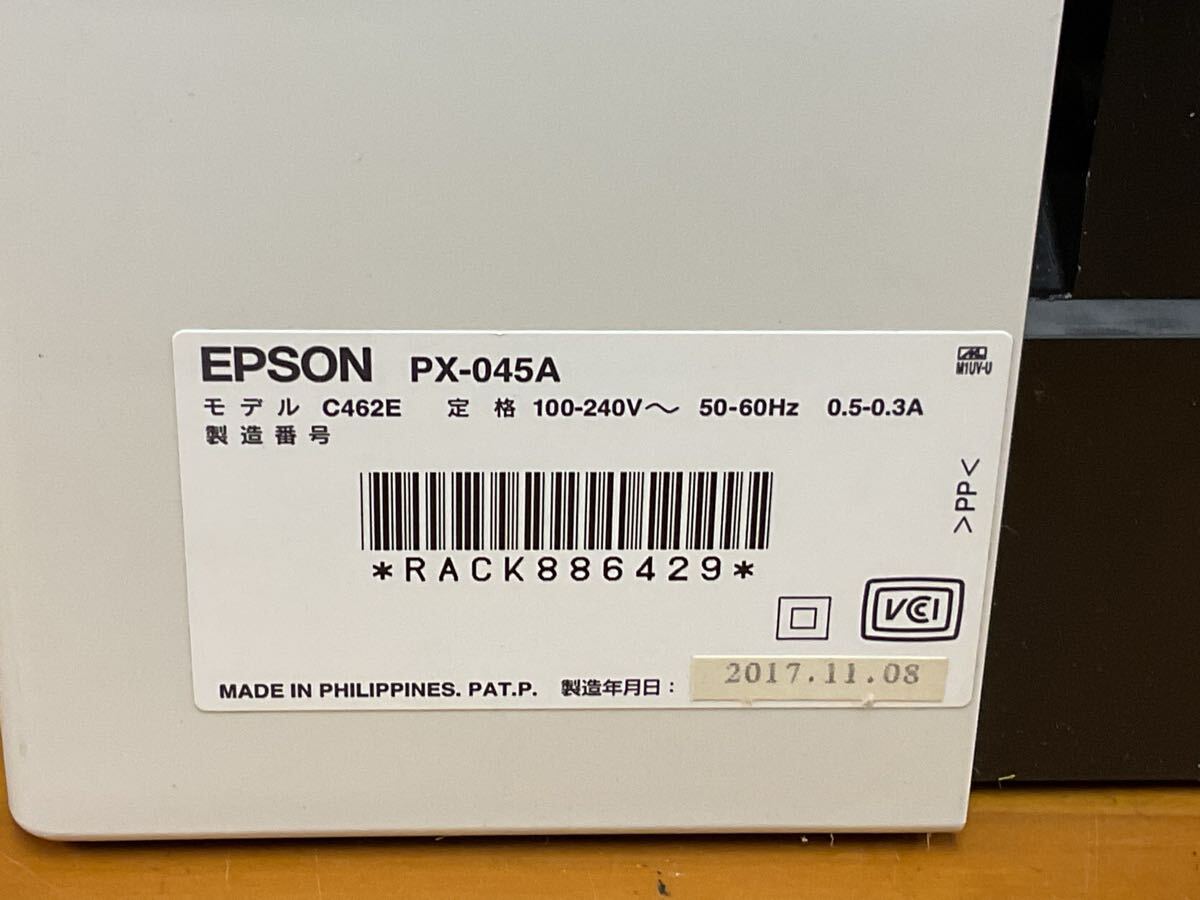 EPSON PX-045A
M1UV-U
モデル C462E 定格 100-240V～ 50-60Hz 0.5-0.3A
製造番号
>PP<
*RACK886429*
VCI
MADE IN PHILIPPINES. PAT.P. 製造年月日： 2017.11.08